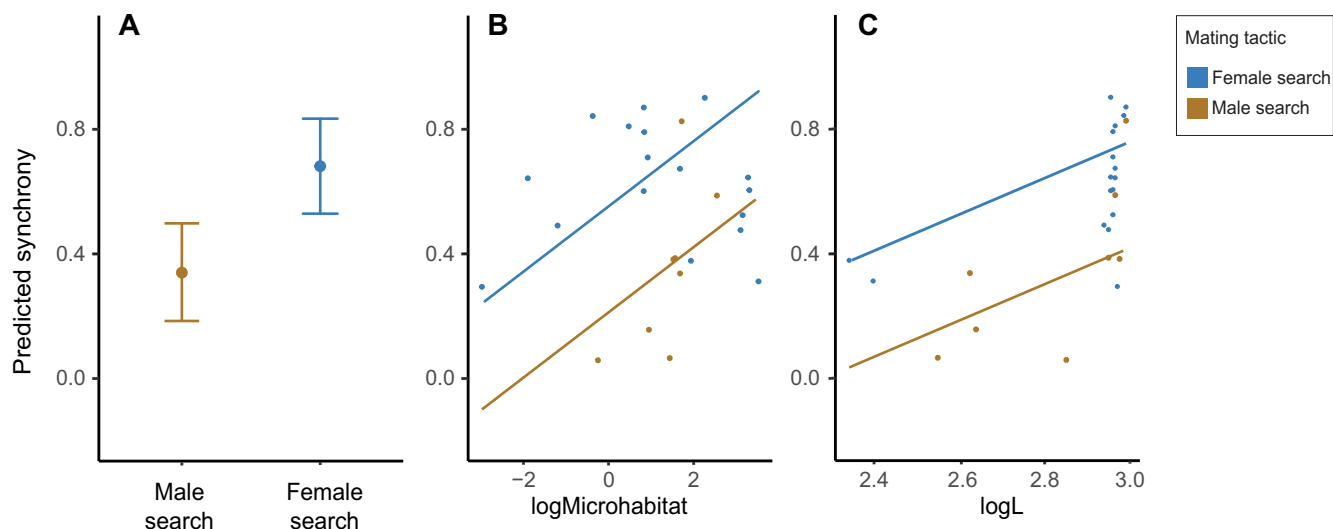 A
B
C
Mating tactic
Female search
Male search
Predicted synchrony
0.8
0.4
0.0
0.8
0.4
0.0
0.8
0.4
0.0
−2
0
2
2.4
2.6
2.8
3.0
Male
search
Female
search
logMicrohabitat
logL